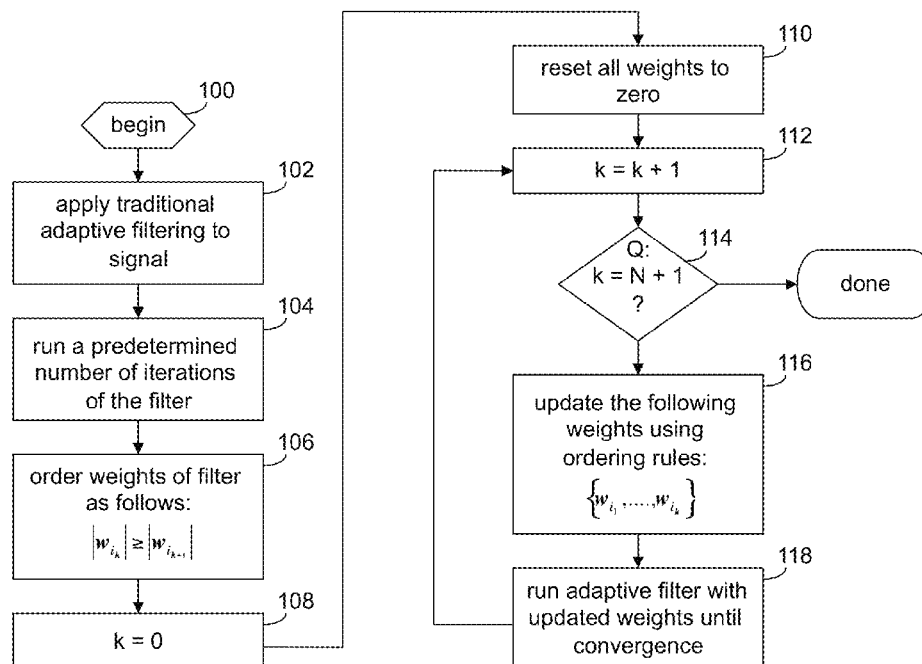 100
begin
102
apply traditional
adaptive filtering to
signal
104
run a predetermined
number of iterations
of the filter
106
order weights of filter
as follows:
|w_{i_k}| ≥ |w_{i_{k+1}}|
108
k = 0
110
reset all weights to
zero
112
k = k + 1
114
Q:
k = N + 1
?
done
116
update the following
weights using
ordering rules:
{w_{i_1},....,w_{i_k}}
118
run adaptive filter with
updated weights until
convergence